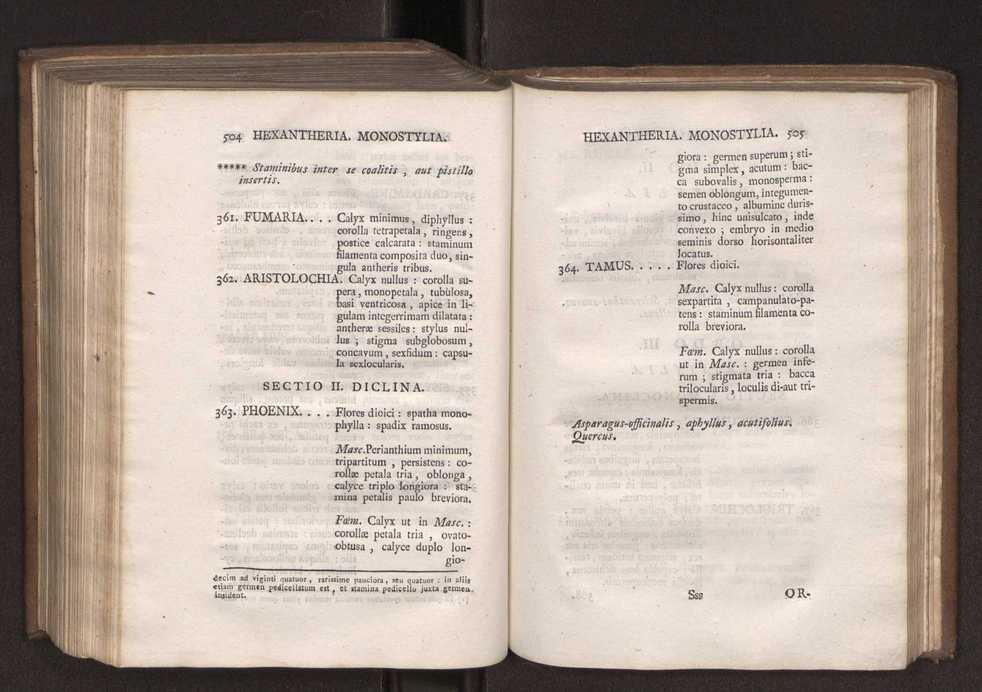 504 HEXANTHERIA. MONOSTYLIA.
***** Staminibus inter se coalitis , aut pistillo
insertis.
361. FUMARIA. . . . Calyx minimus , diphyllus :
corolla tetrapetala , ringens ,
postice calcarata : staminum
filamenta composita duo, sin-
gula antheris tribus.
362. ARISTOLOCHIA. Calyx nullus : corolla su-
pera, monopetala, tubulosa,
basi ventricosa , apice in li-
gulam integerrimam dilatata :
antheræ sessiles : stylus nul-
lus ; stigma subglobosum ,
concavum , sexfidum : capsu-
la sexlocularis.
SECTIO II. DICLINA.
363. PHOENIX. . . . Flores dioici : spatha mono-
phylla : spadix ramosus.
Masc. Perianthium minimum,
tripartitum , persistens : co-
rollæ petala tria , oblonga ,
calyce triplo longiora : sta-
mina petalis paulo breviora.
Fœm. Calyx ut in Masc. :
corollæ petala tria , ovato-
obtusa , calyce duplo lon-
gio-
decim ad viginti quatuor , rarissime pauciora , seu quatuor : in aliis
etiam germen pedicellatum est , et stamina pedicello juxta germen
insident.
HEXANTHERIA. MONOSTYLIA. 505
giora : germen superum ; sti-
gma simplex , acutum : bac-
ca subovalis , monosperma :
semen oblongum, integumen-
to crustaceo , albumine duris-
simo , hinc unisulcato , inde
convexo ; embryo in medio
seminis dorso horisontaliter
locatus.
364. TAMUS. . . . . Flores dioici.
Masc. Calyx nullus : corolla
sexpartita , campanulato-pa-
tens : staminum filamenta co-
rolla breviora.
Fœm. Calyx nullus : corolla
ut in Masc. : germen infe-
rum ; stigmata tria : bacca
trilocularis , loculis di-aut tri-
spermis.
Asparagus-officinalis , aphyllus , acutifolius.
Quercus.
Sss OR-